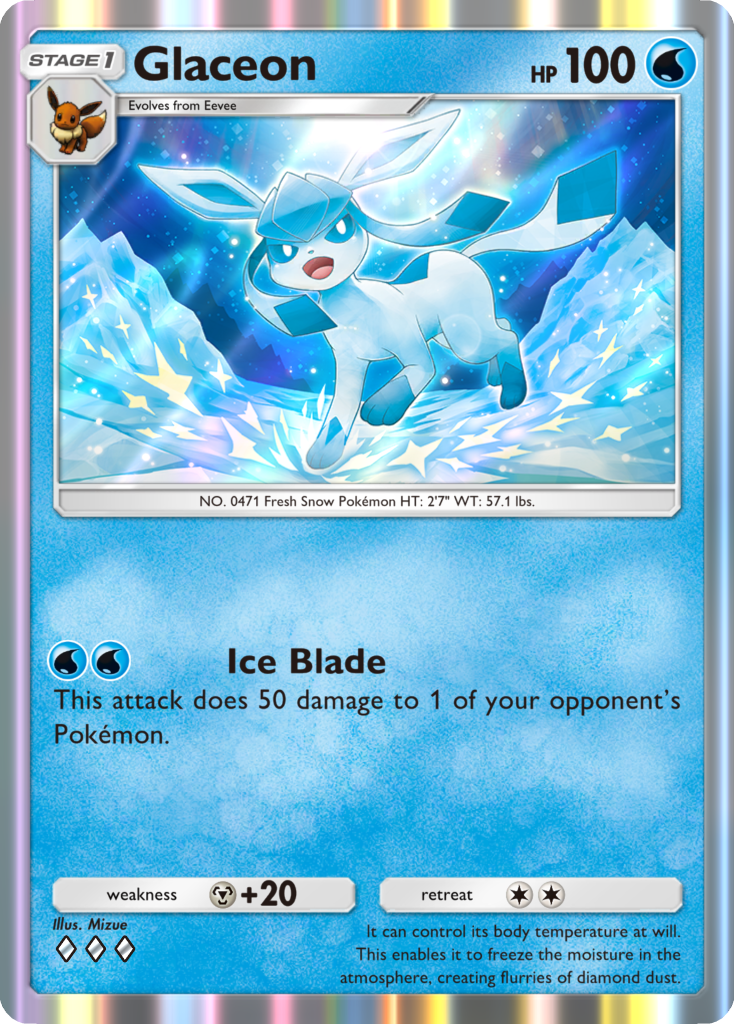 STAGE 1
Glaceon
HP 100
Evolves from Eevee
NO. 0471 Fresh Snow Pokémon HT: 2'7" WT: 57.1 lbs.
Ice Blade
This attack does 50 damage to 1 of your opponent's
Pokémon.
weakness +20
retreat
Illus. Mizue
It can control its body temperature at will.
This enables it to freeze the moisture in the
atmosphere, creating flurries of diamond dust.